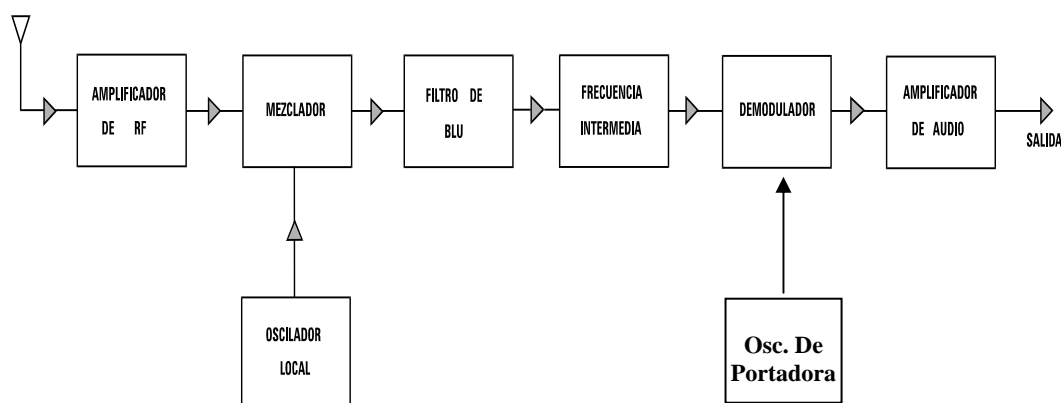 AMPLIFICADOR
DE RF
MEZCLADOR
FILTRO DE
BLU
FRECUENCIA
INTERMEDIA
DEMODULADOR
AMPLIFICADOR
DE AUDIO
SALIDA
OSCILADOR
LOCAL
Osc. De
Portadora